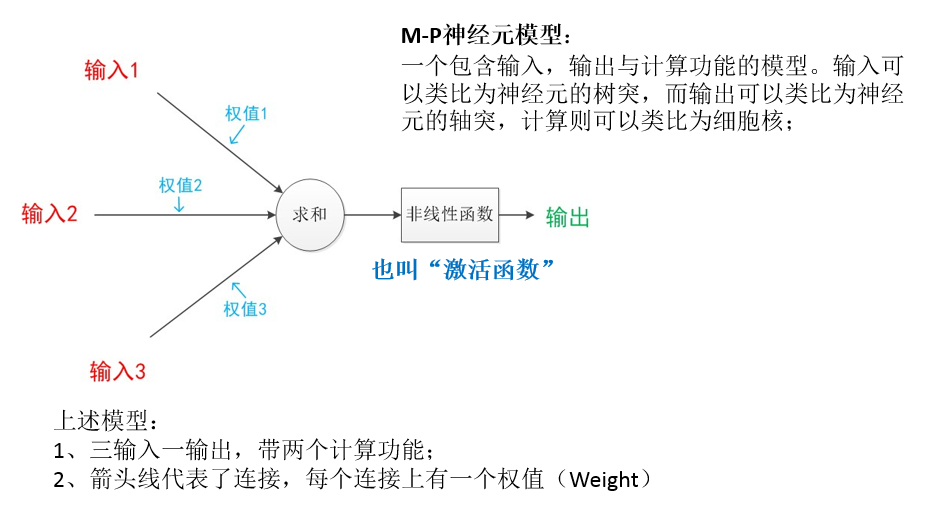 M-P神经元模型：
一个包含输入，输出与计算功能的模型。输入可
以类比为神经元的树突，而输出可以类比为神经
元的轴突，计算则可以类比为细胞核；
输入1
权值1
权值2
输入2
求和
非线性函数
输出
也叫“激活函数”
权值3
输入3
上述模型：
1、三输入一输出，带两个计算功能；
2、箭头线代表了连接，每个连接上有一个权值（Weight）